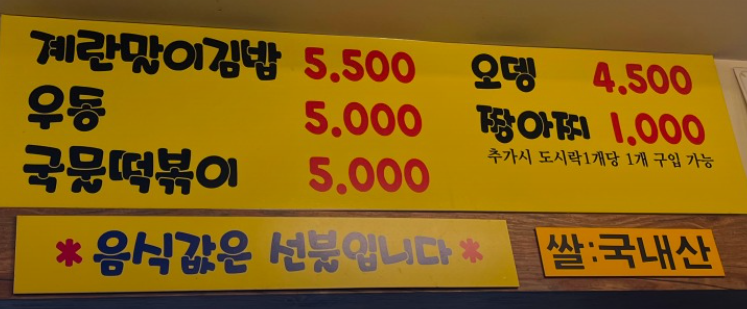 계란말이김밥 5.500
우동 5.000
국물떡볶이 5.000
오뎅 4.500
짱아찌 1.000
추가시 도시락1개당 1개 구입 가능
* 음식값은 선불입니다 *
쌀:국내산